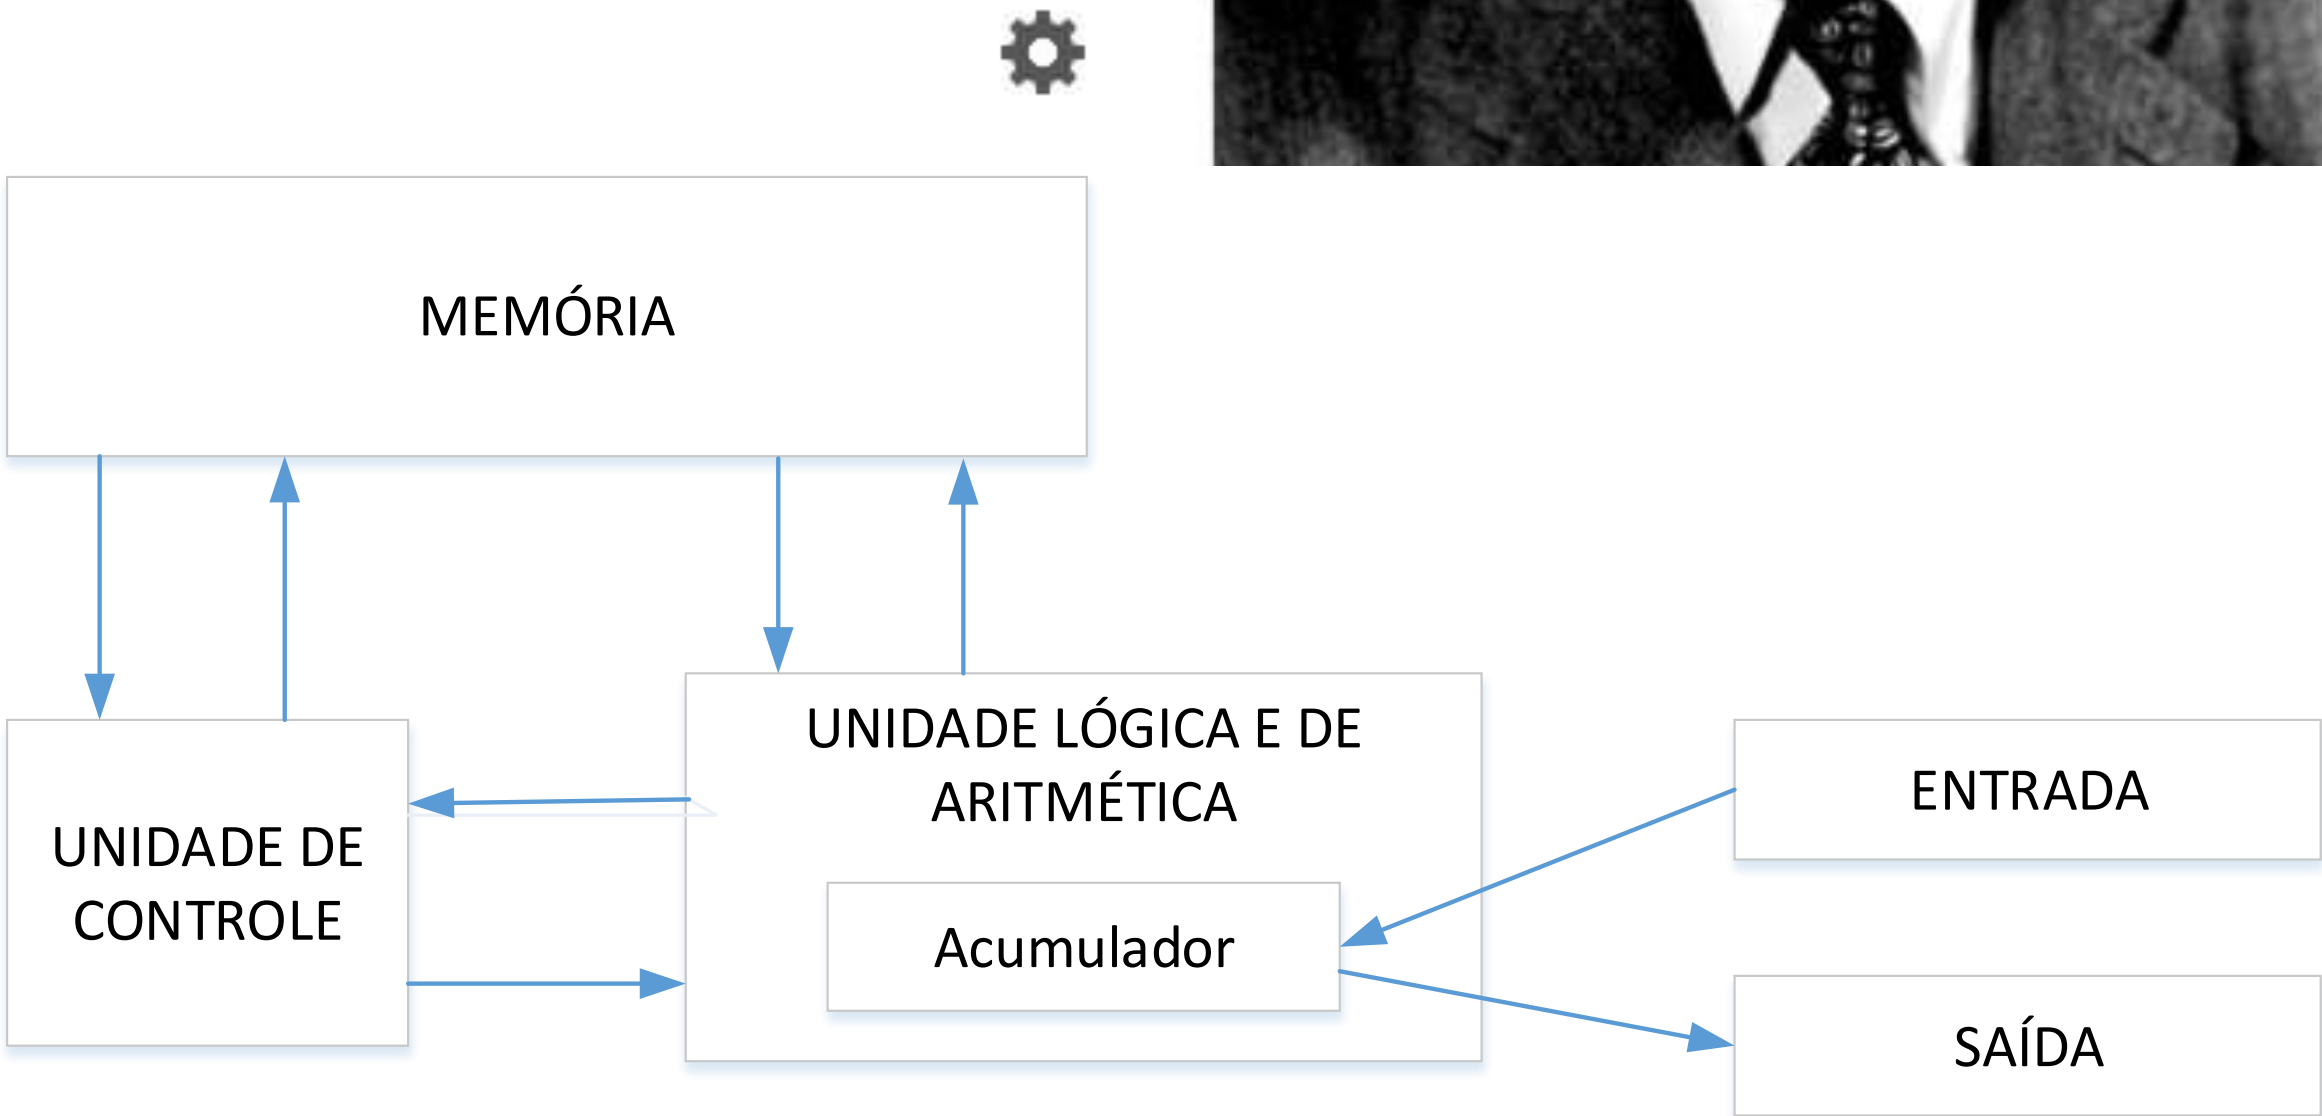 MEMÓRIA
UNIDADE DE
CONTROLE
UNIDADE LÓGICA E DE
ARITMÉTICA
Acumulador
ENTRADA
SAÍDA